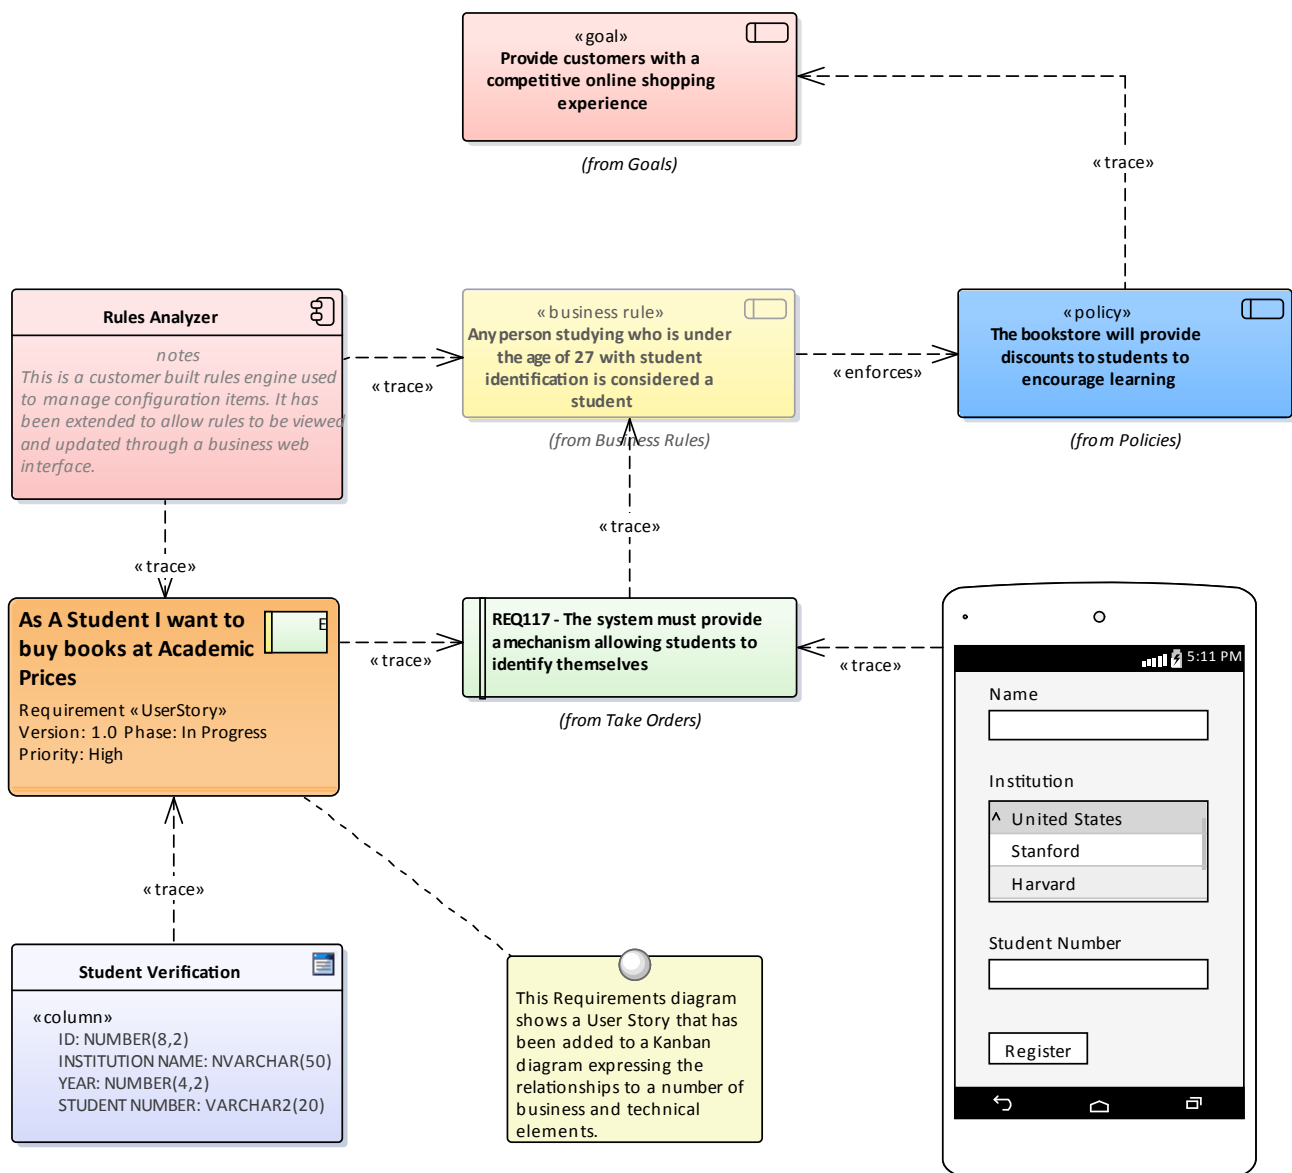 «goal»
Provide customers with a
competitive online shopping
experience
(from Goals)
«trace»
Rules Analyzer
notes
This is a customer built rules engine used
to manage configuration items. It has
been extended to allow rules to be viewed
and updated through a business web
interface.
«trace»
«business rule»
Any person studying who is under
the age of 27 with student
identification is considered a
student
(from Business Rules)
«enforces»
«policy»
The bookstore will provide
discounts to students to
encourage learning
(from Policies)
«trace»
«trace»
As A Student I want to
buy books at Academic
Prices
E
Requirement «UserStory»
Version: 1.0 Phase: In Progress
Priority: High
«trace»
REQ117 - The system must provide
a mechanism allowing students to
identify themselves
(from Take Orders)
«trace»
5:11 PM
Name
Institution
^ United States
Stanford
Harvard
Student Number
Register
«trace»
Student Verification
«column»
ID: NUMBER(8,2)
INSTITUTION NAME: NVARCHAR(50)
YEAR: NUMBER(4,2)
STUDENT NUMBER: VARCHAR2(20)
This Requirements diagram
shows a User Story that has
been added to a Kanban
diagram expressing the
relationships to a number of
business and technical
elements.